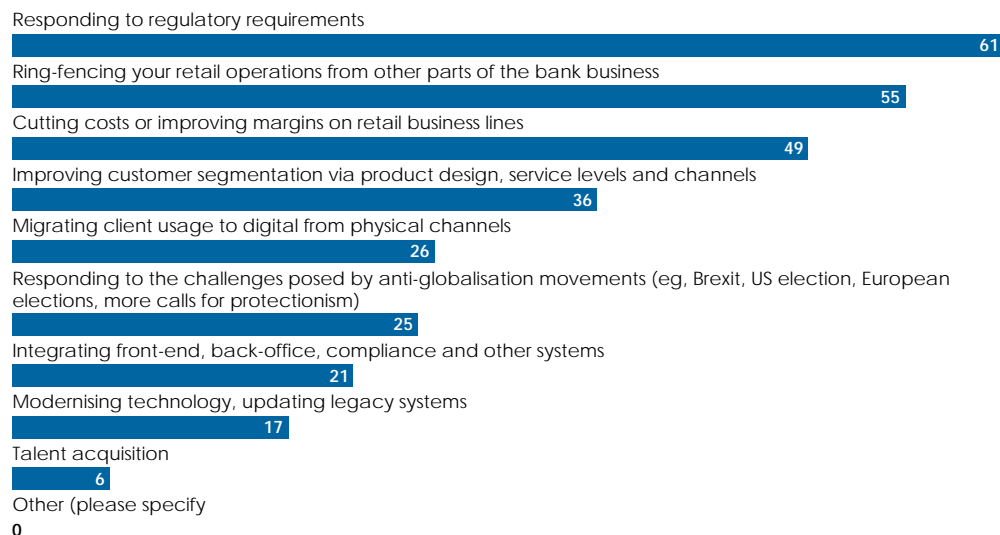 Responding to regulatory requirements
61
Ring-fencing your retail operations from other parts of the bank business
55
Cutting costs or improving margins on retail business lines
49
Improving customer segmentation via product design, service levels and channels
36
Migrating client usage to digital from physical channels
26
Responding to the challenges posed by anti-globalisation movements (eg, Brexit, US election, European
elections, more calls for protectionism)
25
Integrating front-end, back-office, compliance and other systems
21
Modernising technology, updating legacy systems
17
Talent acquisition
6
Other (please specify
0